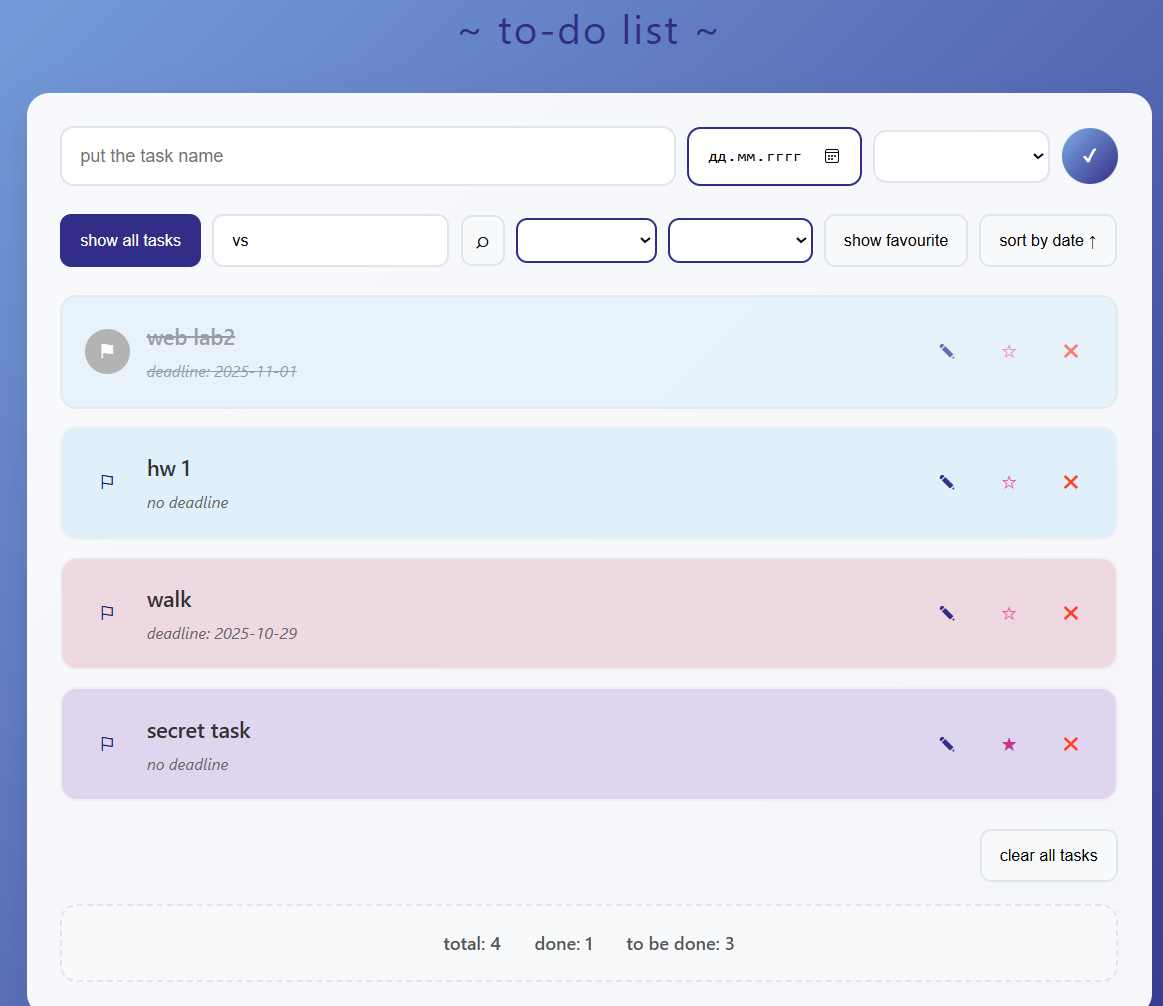 ~ to-do list ~
put the task name
дд.мм.гггг
✓
show all tasks
vs
show favourite
sort by date ↑
web lab2
deadline: 2025-11-01
hw 1
no deadline
walk
deadline: 2025-10-29
secret task
no deadline
clear all tasks
total: 4 done: 1 to be done: 3